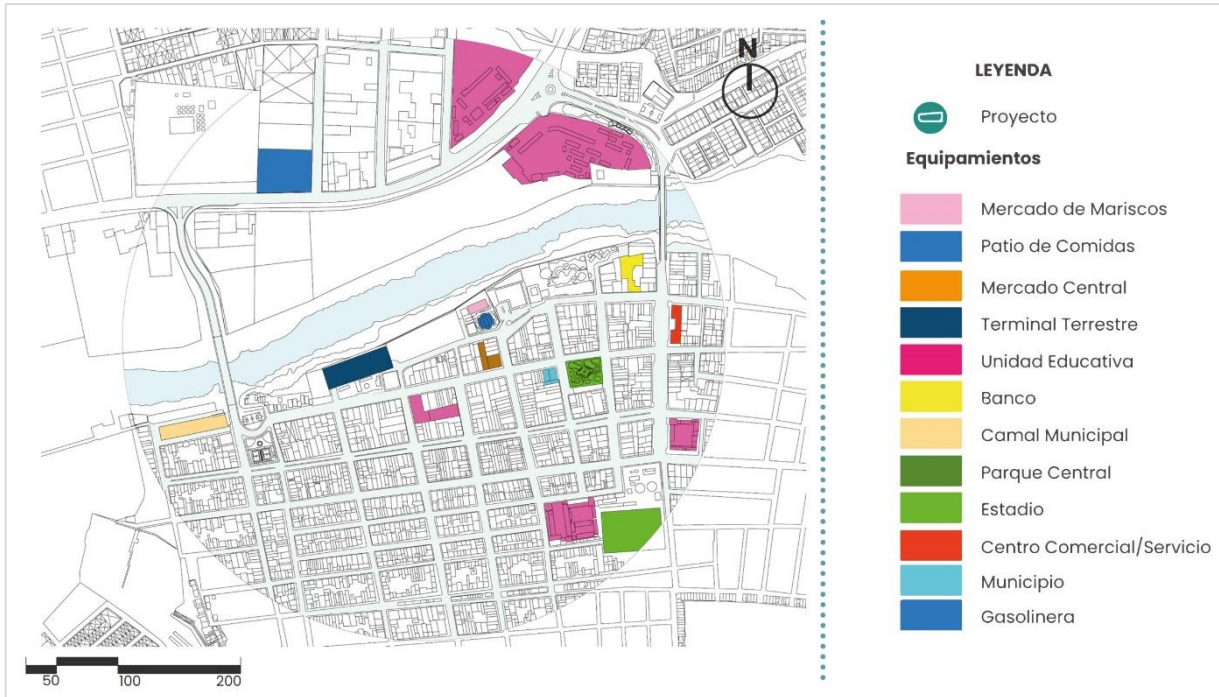 N
50
100
200
LEYENDA
Proyecto
Equipamientos
Mercado de Mariscos
Patio de Comidas
Mercado Central
Terminal Terrestre
Unidad Educativa
Banco
Camal Municipal
Parque Central
Estadio
Centro Comercial/Servicio
Municipio
Gasolinera